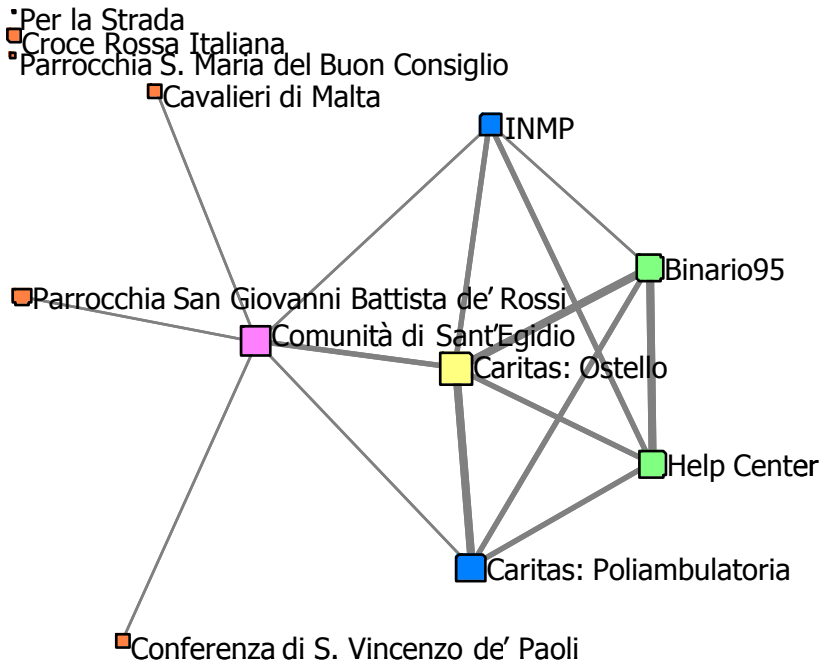 Per la Strada
Croce Rossa Italiana
Parrocchia S. Maria del Buon Consiglio
Cavalieri di Malta
INMP
Binario95
Parrocchia San Giovanni Battista de’ Rossi
Comunità di Sant'Egidio
Caritas: Ostello
Help Center
Caritas: Poliambulatoria
Conferenza di S. Vincenzo de’ Paoli